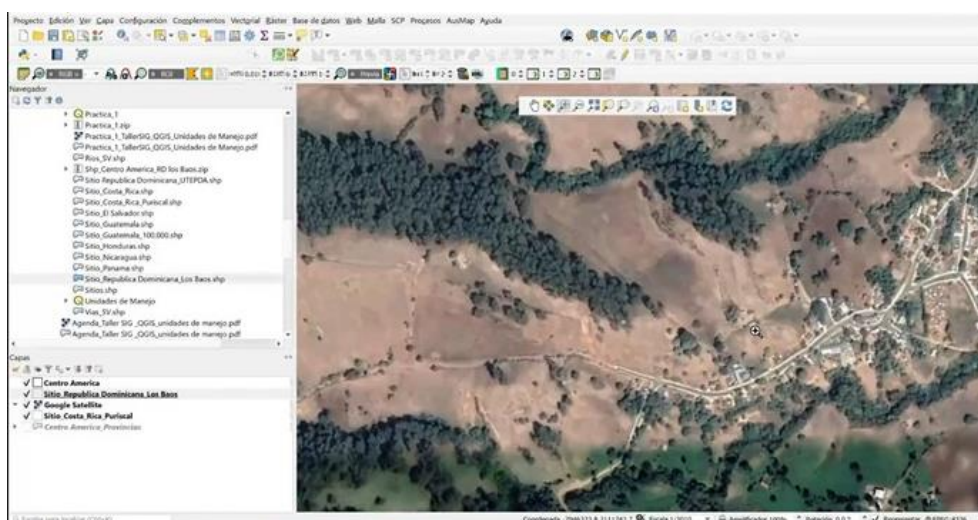 Proyecto Edición Ver Capa Configuración Complementos Vectorial Ráster Base de datos Web Malla SCP Procesos AusMap Ayuda
Navegador
Practica_1
Practica_1.zip
Practica_1_TallerSIG_QGIS_Unidades de Manejo.pdf
Practica_1_TallerSIG_QGIS_Unidades de Manejo.pdf
Rios_SV.shp
Shp_Centro America_RD los Baos.zip
Sitio Republica Dominicana_UTEPDA.shp
Sitio_Costa_Rica.shp
Sitio_Costa_Rica_Puriscal.shp
Sitio_El Salvador.shp
Sitio_Guatemala.shp
Sitio_Guatemala_100.000.shp
Sitio_Honduras.shp
Sitio_Nicaragua.shp
Sitio_Panama.shp
Sitio_Republica Dominicana_Los Baos.shp
Sitios.shp
Unidades de Manejo
Vias_SV.shp
Agenda_Taller SIG _QGIS_unidades de manejo.pdf
Agenda_Taller SIG _QGIS_unidades de manejo.pdf
Capas
Centro America
Sitio_Republica Dominicana_Los Baos
Google Satellite
Sitio_Costa_Rica_Puriscal
Centro America_Provincias